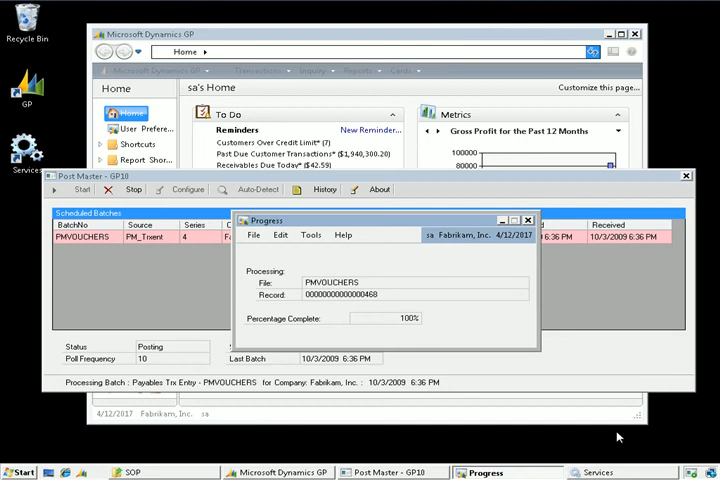 Recycle Bin
GP
Services
Microsoft Dynamics GP
Home
Microsoft Dynamics GP Transactions Inquiry Reports Cards
Home
sa's Home
Customize this page...
Home
User Prefere...
Shortcuts
Report Shor...
To Do
Reminders
New Reminder...
Customers Over Credit Limit* (7)
Past Due Customer Transactions* ($1,940,300.20)
Receivables Due Today* ($42.59)
Metrics
Gross Profit for the Past 12 Months
100000
80000
Post Master - GP10
Start Stop Configure Auto-Detect History About
Scheduled Batches
BatchNo Source Series Received
PMVOUCHERS PM_Trxent 4 6:36 PM 10/3/2009 6:36 PM
Progress
File Edit Tools Help
sa Fabrikam, Inc. 4/12/2017
Processing:
File: PMVOUCHERS
Record: 00000000000000468
Percentage Complete: 100%
Status Posting
Poll Frequency 10
Last Batch 10/3/2009 6:36 PM
Processing Batch : Payables Trx Entry - PMVOUCHERS for Company: Fabrikam, Inc. : 10/3/2009 6:36 PM
4/12/2017 Fabrikam, Inc. sa
Start
SOP
Microsoft Dynamics GP
Post Master - GP10
Progress
Services